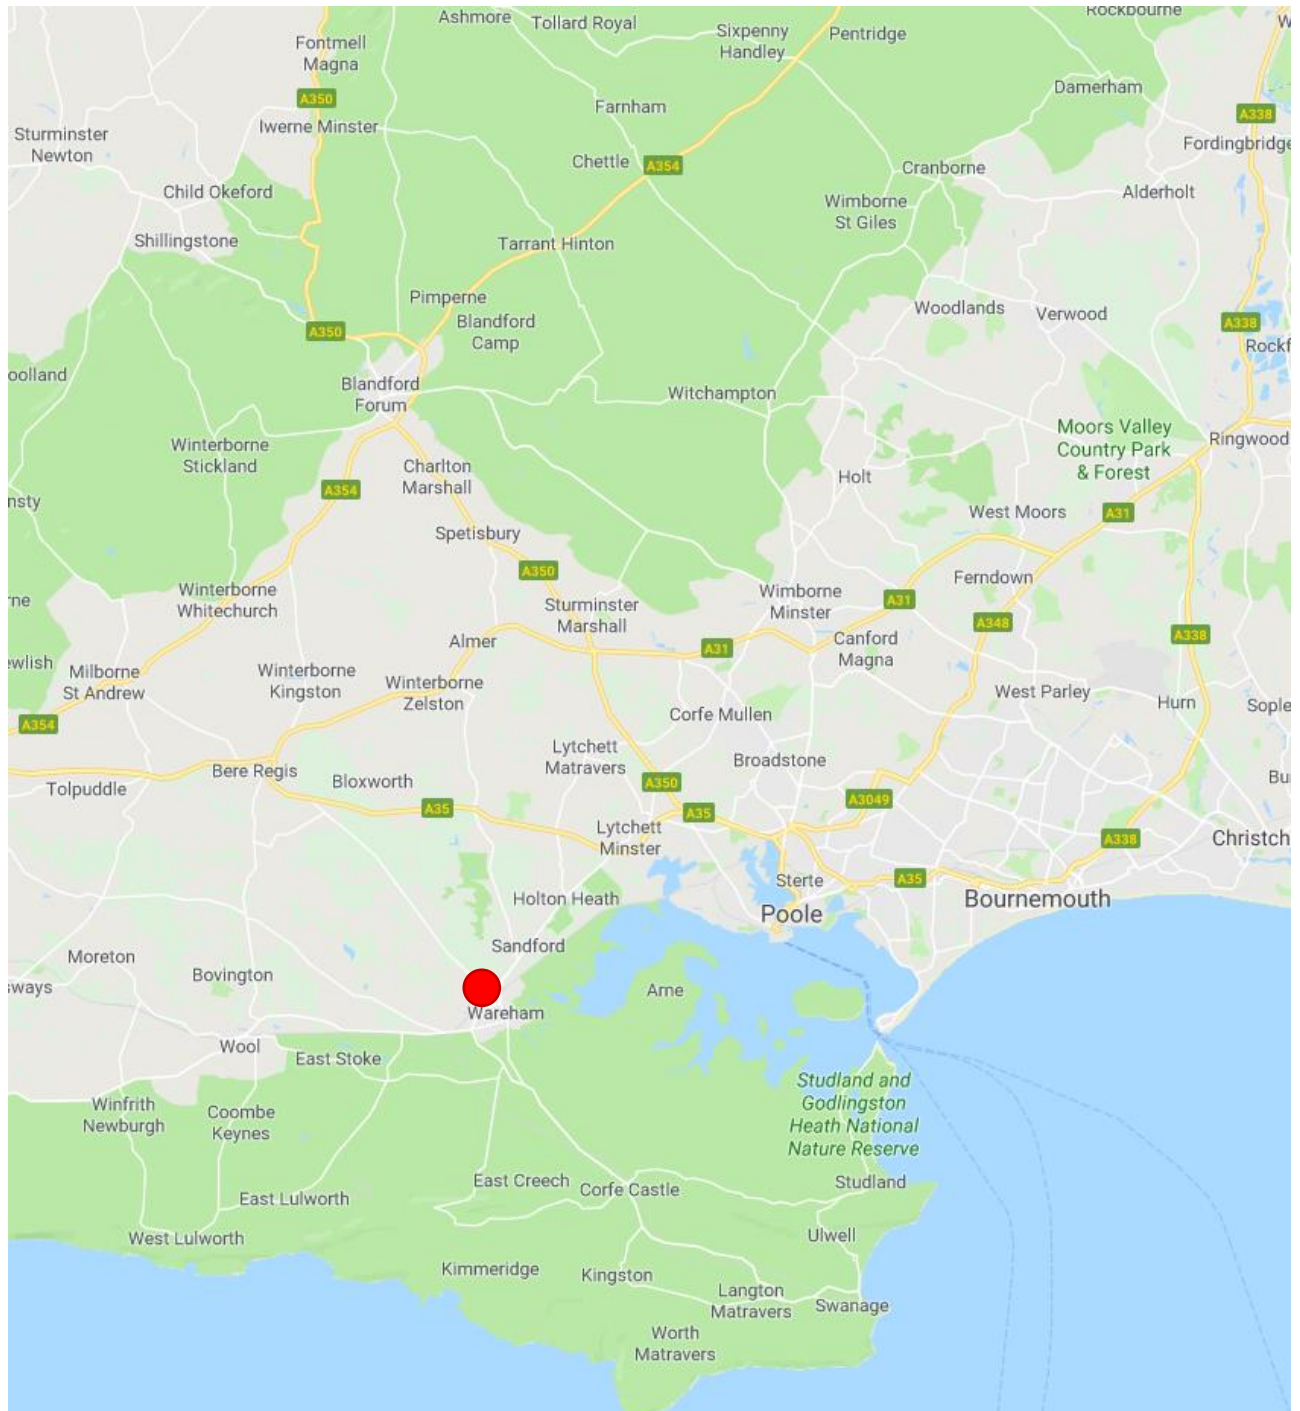 Ashmore
Tollard Royal
Sixpenny
Handley
Pentridge
Rockbourne
W
Fontmell
Magna
A350
Farnham
Damerham
A338
Sturminster
Newton
Iwerne Minster
Fordingbridge
Chettle
A354
Cranborne
Child Okeford
Alderholt
Wimborne
St Giles
Shillingstone
Tarrant Hinton
Pimperne
Woodlands
Verwood
Blandford
Camp
A350
A338
Rockf
oolland
Blandford
Forum
Witchampton
Moors Valley
Country Park
& Forest
Ringwood
Winterborne
Stickland
Charlton
Marshall
Holt
A354
nsty
West Moors
A31
Spetisbury
A350
Ferndown
Winterborne
Whitechurch
Wimborne
Minster
A31
rne
Sturminster
Marshall
A348
A338
Almer
A31
Canford
Magna
ewlish
Milborne
St Andrew
Winterborne
Kingston
Winterborne
Zelston
West Parley
Hurn
Sople
A354
Corfe Mullen
Lytchett
Matravers
Broadstone
Bere Regis
Bloxworth
A350
Bu
Tolpuddle
A35
A35
A3049
Lytchett
Minster
A338
Christch
Sterte
A35
Holton Heath
Poole
Bournemouth
Sandford
Moreton
Bovington
sways
Arne
Wareham
Wool
East Stoke
Studland and
Godlingston
Heath National
Nature Reserve
Winfrith
Newburgh
Coombe
Keynes
East Creech
Corfe Castle
Studland
East Lulworth
West Lulworth
Ulwell
Kimmeridge
Kingston
Langton
Matravers
Swanage
Worth
Matravers